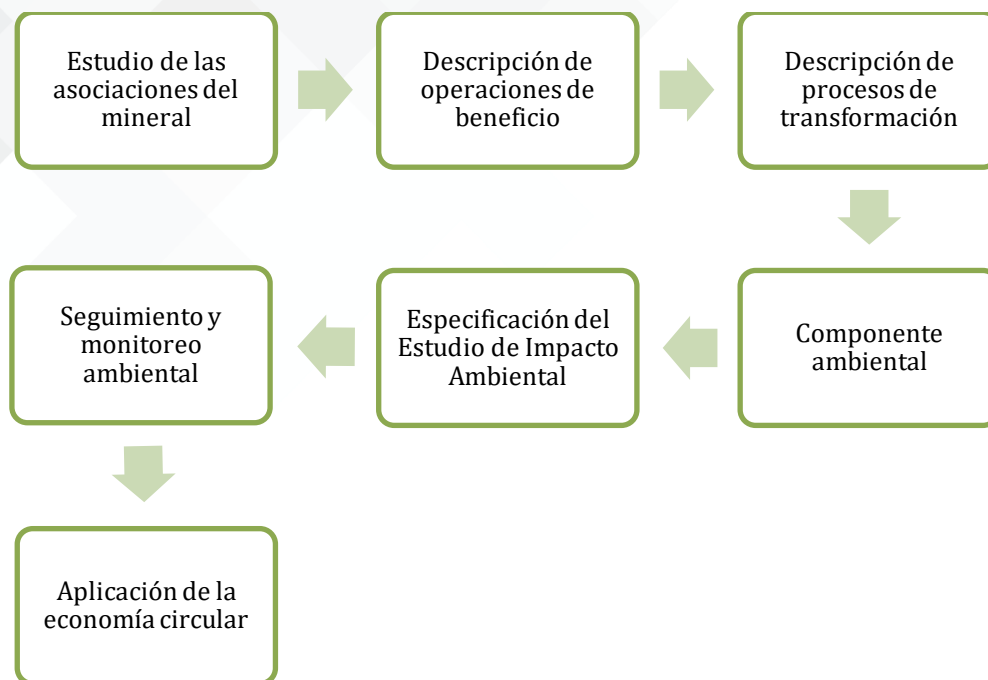 Estudio de las
asociaciones del
mineral
Descripción de
operaciones de
beneficio
Descripción de
procesos de
transformación
Componente
ambiental
Especificación del
Estudio de Impacto
Ambiental
Seguimiento y
monitoreo
ambiental
Aplicación de la
economía circular